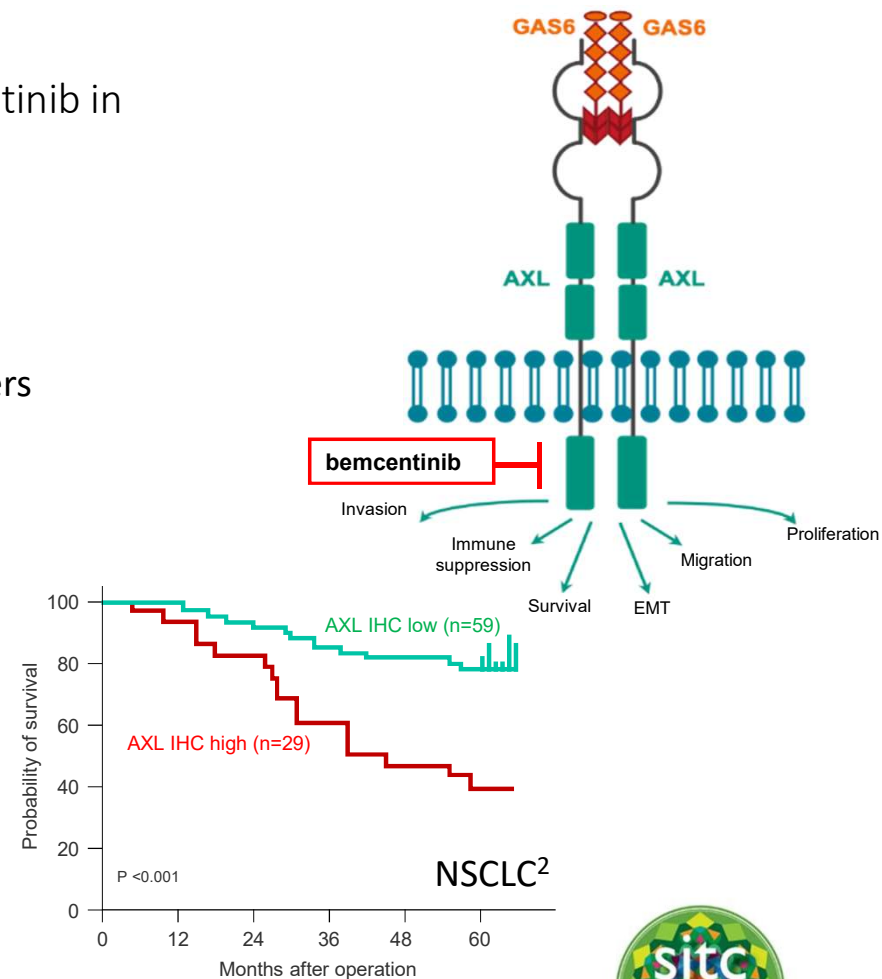 GAS6 GAS6
tinib in
AXL AXL
ers
bemcentinib
Invasion
Immune
suppression
Survival
EMT
Migration
Proliferation
100
80
60
40
20
0
Probability of survival
AXL IHC low (n=59)
AXL IHC high (n=29)
P <0.001
NSCLC2
0 12 24 36 48 60
Months after operation
sitc